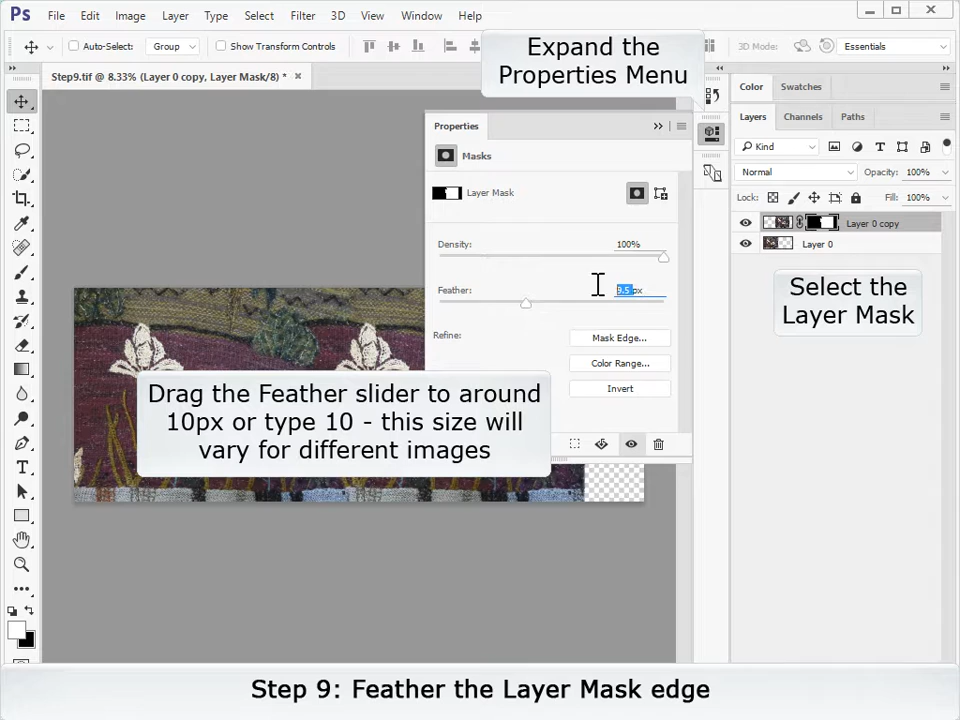 Ps File Edit Image Layer Type Select Filter 3D View Window Help
Auto-Select: Group Show Transform Controls 3D Mode: Essentials
Expand the
Properties Menu
Step9.tif @ 8.33% (Layer 0 copy, Layer Mask/8) *
Color Swatches
Properties
Layers Channels Paths
Masks
Kind
Normal Opacity: 100%
Layer Mask
Lock: Fill: 100%
Layer 0 copy
Density: 100%
Layer 0
Feather: 9.5 px
Select the
Layer Mask
Refine: Mask Edge...
Color Range...
Invert
Drag the Feather slider to around
10px or type 10 - this size will
vary for different images
Step 9: Feather the Layer Mask edge